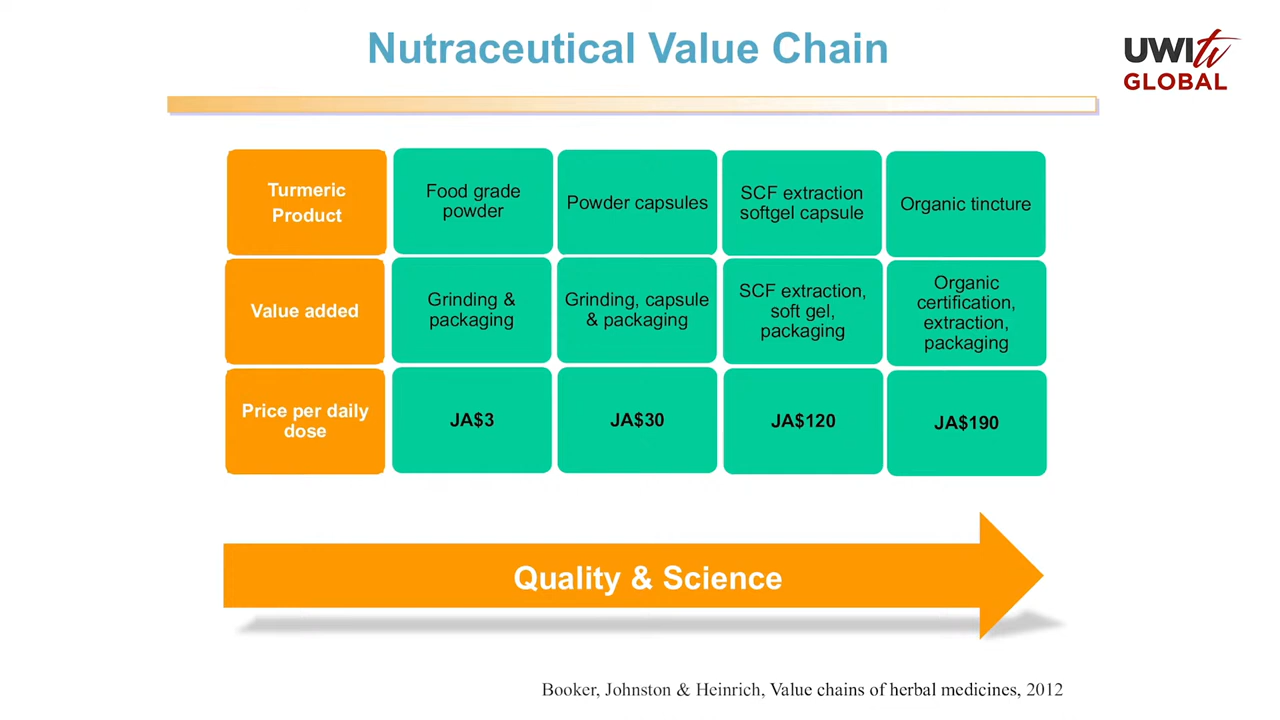 Nutraceutical Value Chain
UWI tv
GLOBAL
Turmeric
Product
Food grade
powder
Powder capsules
SCF extraction
softgel capsule
Organic tincture
Value added
Grinding &
packaging
Grinding, capsule
& packaging
SCF extraction,
soft gel,
packaging
Organic
certification,
extraction,
packaging
Price per daily
dose
JA$3
JA$30
JA$120
JA$190
Quality & Science
Booker, Johnston & Heinrich, Value chains of herbal medicines, 2012